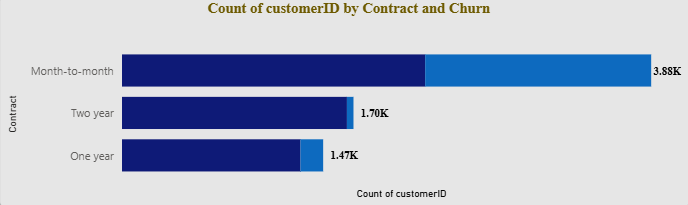 Count of customerID by Contract and Churn
Contract
Month-to-month 3.88K
Two year 1.70K
One year 1.47K
Count of customerID